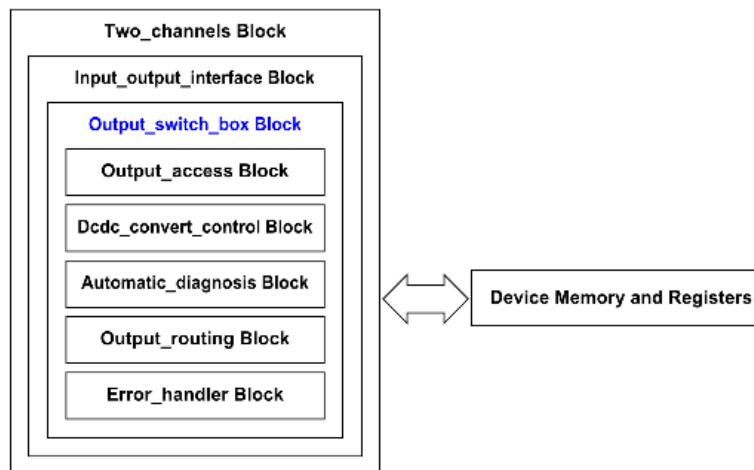 Two_channels Block
Input_output_interface Block
Output_switch_box Block
Output_access Block
Dcdc_convert_control Block
Automatic_diagnosis Block
Output_routing Block
Error_handler Block
Device Memory and Registers